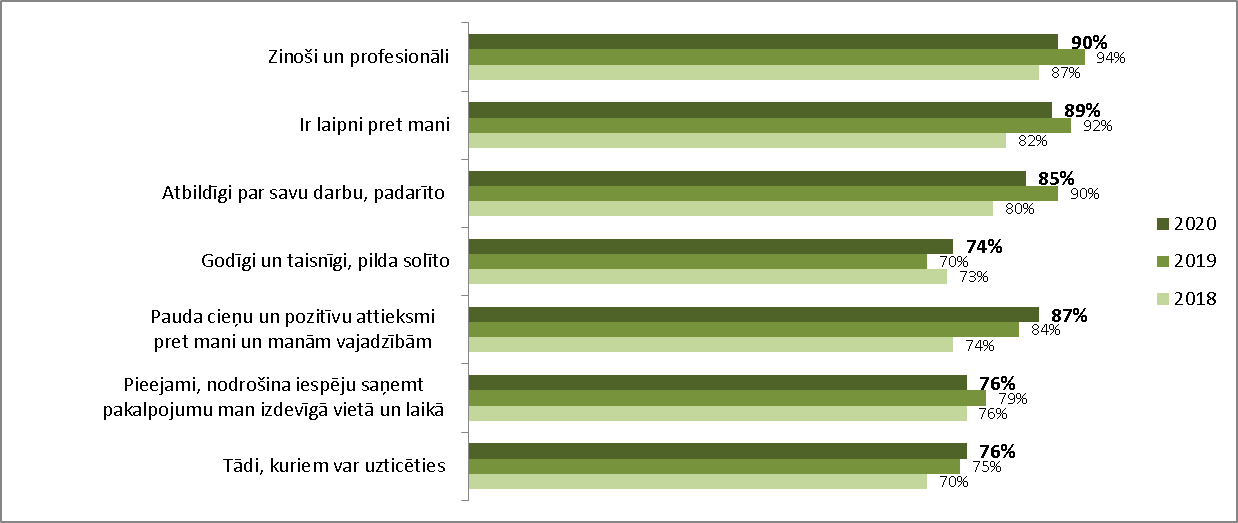 Zinoši un profesionāli
90%
94%
87%
Ir laipni pret mani
89%
92%
82%
Atbildīgi par savu darbu, padarīto
85%
90%
80%
Godīgi un taisnīgi, pilda solīto
74%
70%
73%
Pauda cieņu un pozitīvu attieksmi
pret mani un manām vajadzībām
87%
84%
74%
Pieejami, nodrošina iespēju saņemt
pakalpojumu man izdevīgā vietā un laikā
76%
79%
76%
Tādi, kuriem var uzticēties
76%
75%
70%
2020
2019
2018